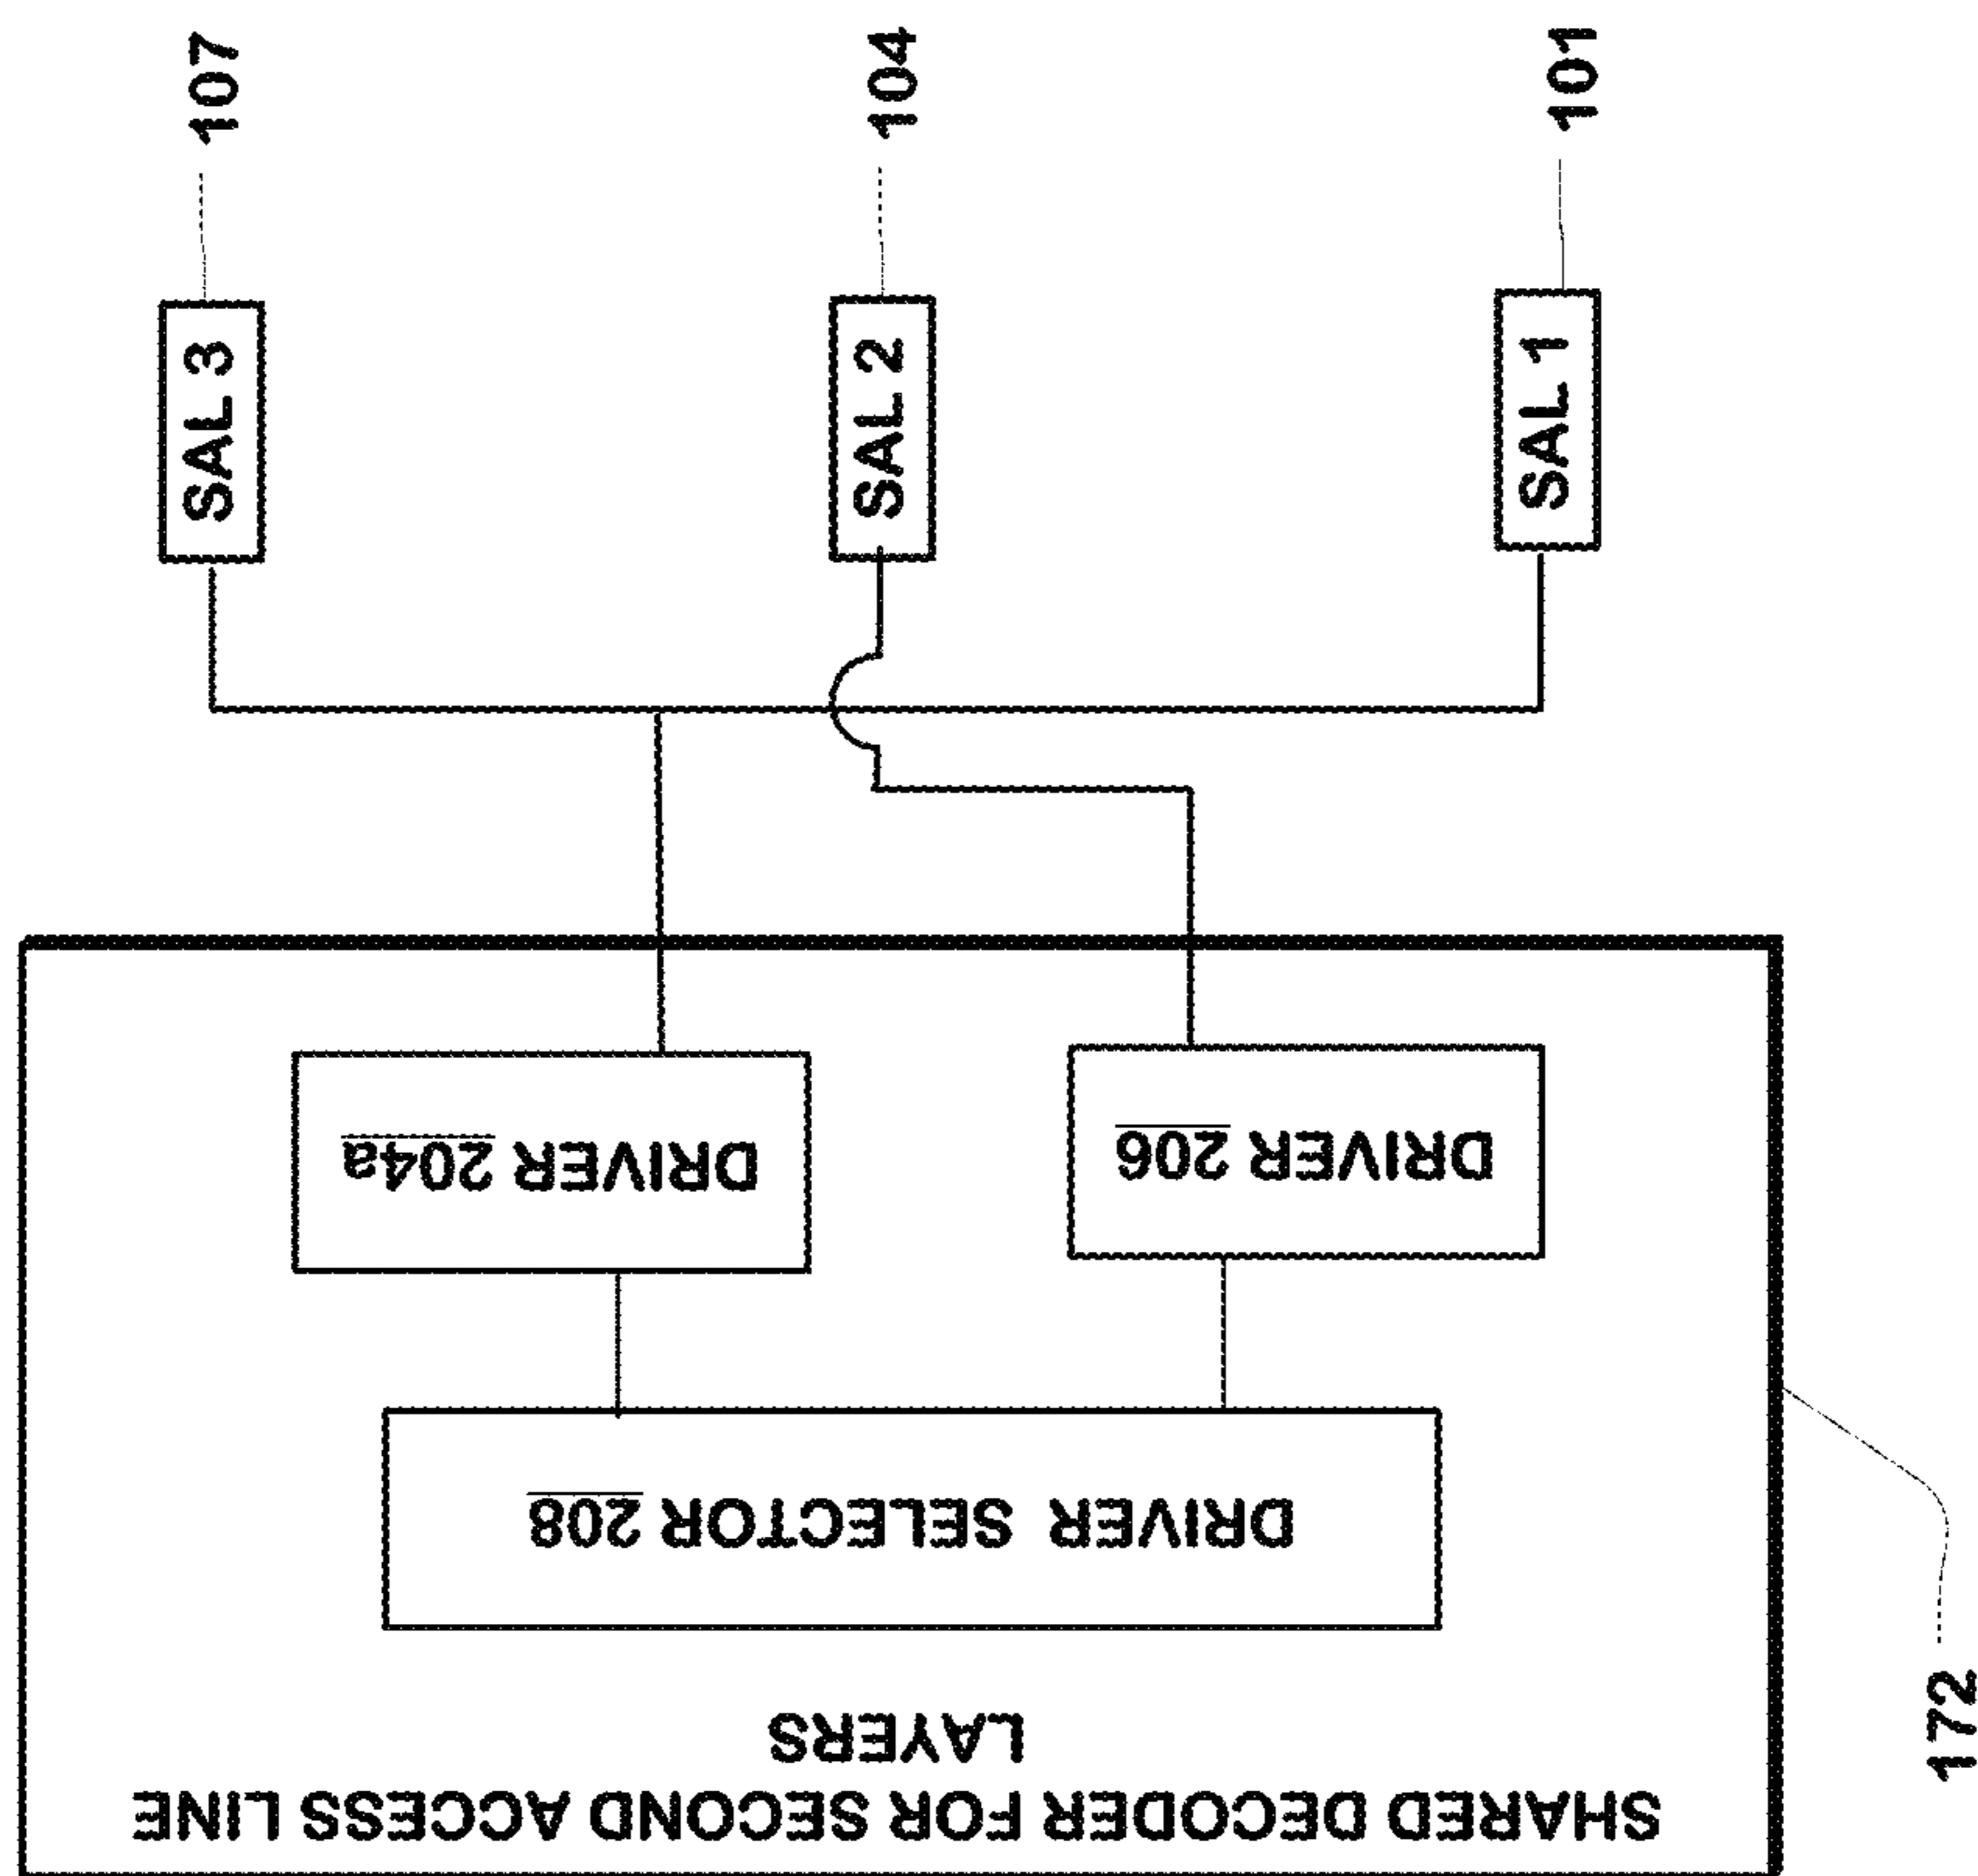 SHARED DECODER FOR SECOND ACCESS LINE
LAYERS
DRIVER SELECTOR 208
DRIVER 206
DRIVER 204a
SAL 3
SAL 2
SAL 1
107
104
101
172